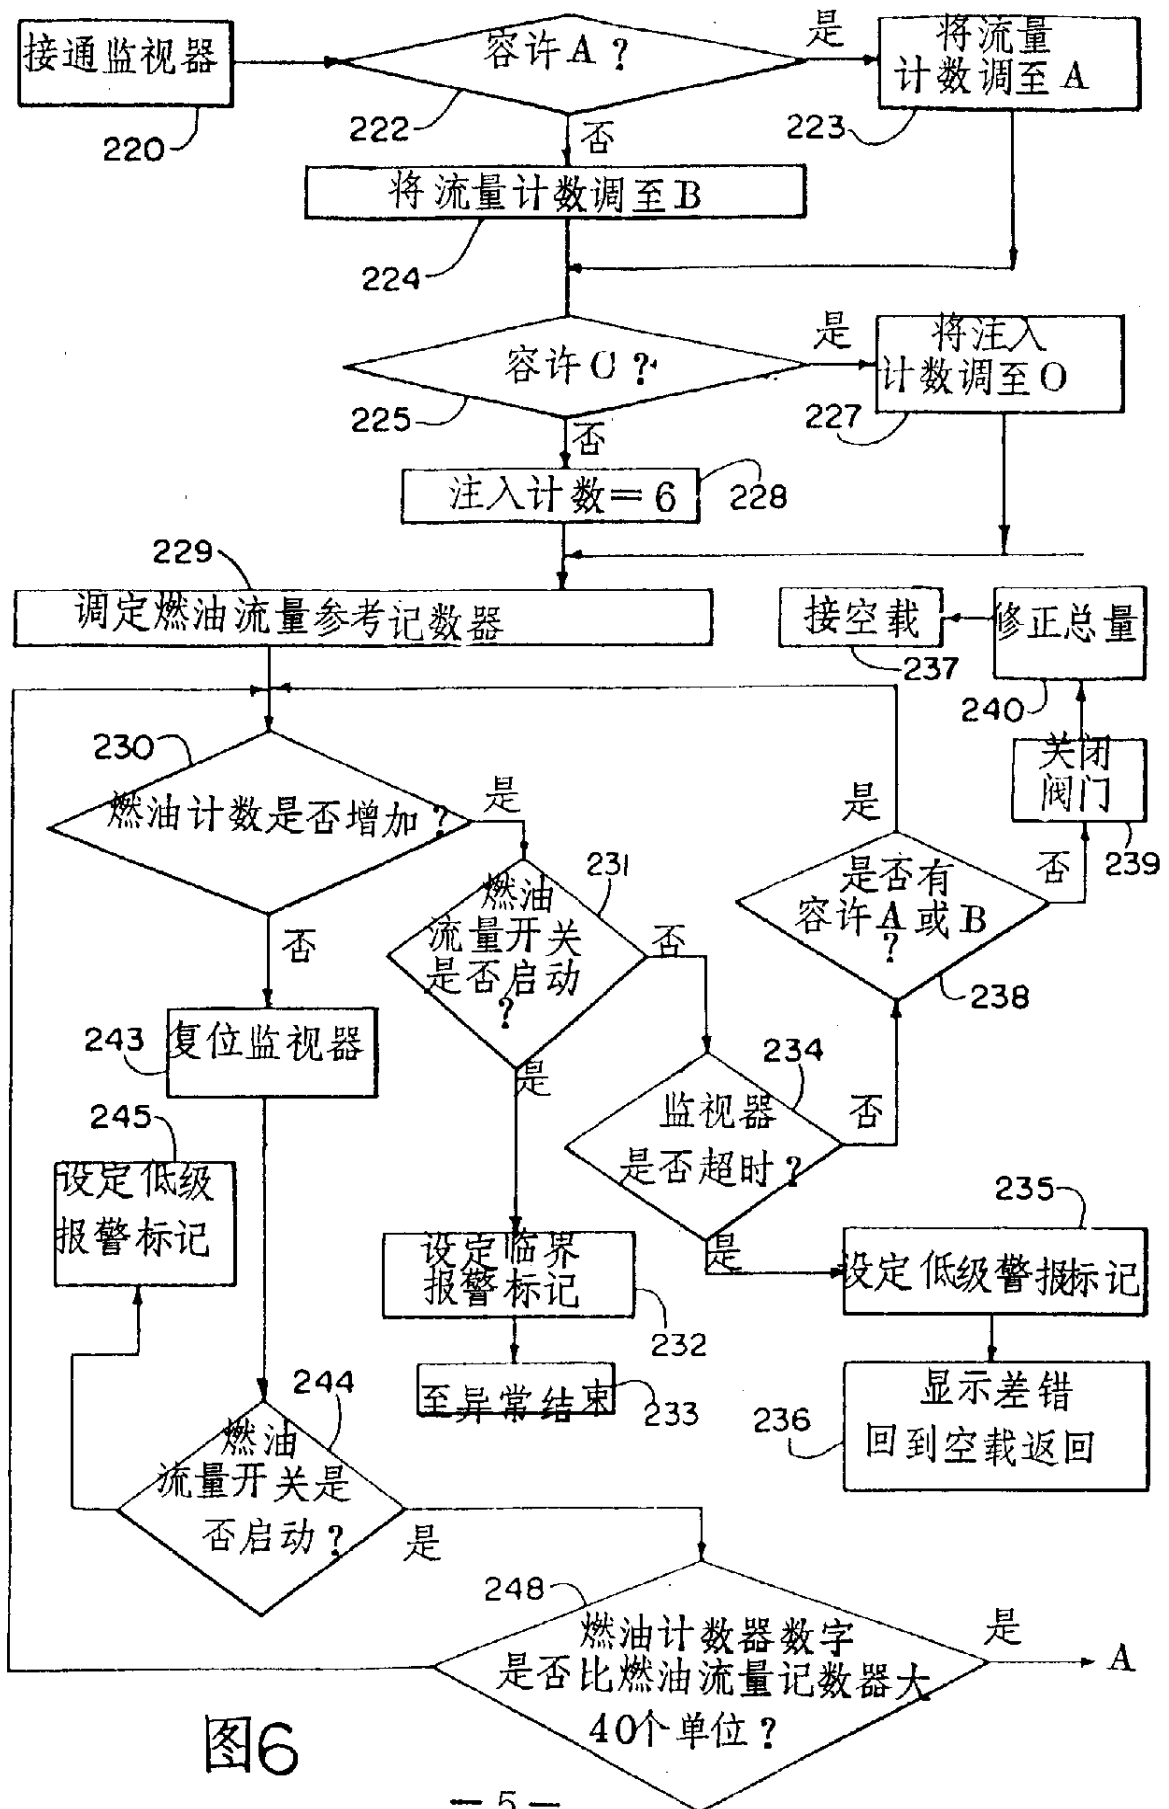 接通监视器
220
容许A？
222
是
将流量
计数调至A
223
否
将流量计数调至B
224
容许O？
225
是
将注入
计数调至O
227
否
注入计数＝6
228
229
调定燃油流量参考记数器
接空载
237
修正总量
240
关闭
阀门
239
230
燃油计数是否增加？
是
否
231
燃油
流量开关
是否启动
？
否
是
是
是否有
容许A或B
？
否
238
243
复位监视器
234
监视器
是否超时？
否
是
245
设定低级
报警标记
设定临界
报警标记
232
235
设定低级警报标记
至异常结束
233
显示差错
回到空载返回
236
244
燃油
流量开关是
否启动？
是
248
燃油计数器数字
是否比燃油流量记数器大
40个单位？
是
A
图6
— 5 —